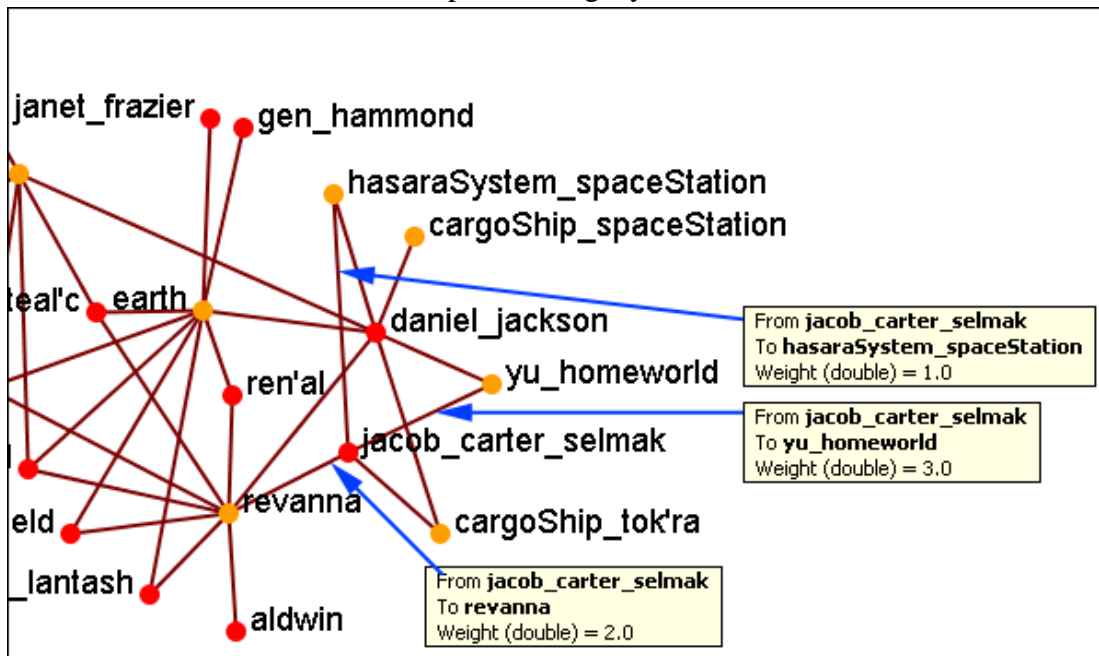 janet_frazier
gen_hammond
hasaraSystem_spaceStation
cargoShip_spaceStation
teal'c
earth
daniel_jackson
From jacob_carter_selmak
To hasaraSystem_spaceStation
Weight (double) = 1.0
ren'al
yu_homeworld
From jacob_carter_selmak
To yu_homeworld
Weight (double) = 3.0
jacob_carter_selmak
revanna
eld
cargoShip_tok'ra
_lantash
aldwin
From jacob_carter_selmak
To revanna
Weight (double) = 2.0